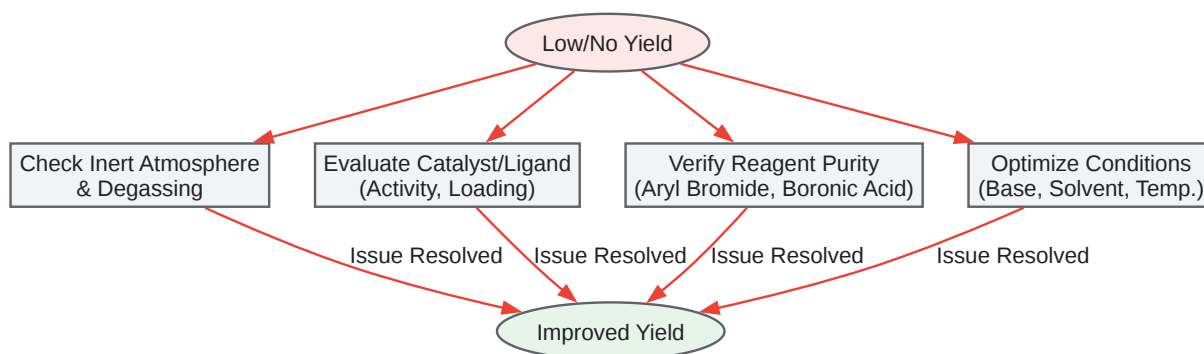 Low/No Yield
Check Inert Atmosphere
& Degassing
Evaluate Catalyst/Ligand
(Activity, Loading)
Verify Reagent Purity
(Aryl Bromide, Boronic Acid)
Optimize Conditions
(Base, Solvent, Temp.)
Issue Resolved
Issue Resolved
Issue Resolved
Issue Resolved
Improved Yield